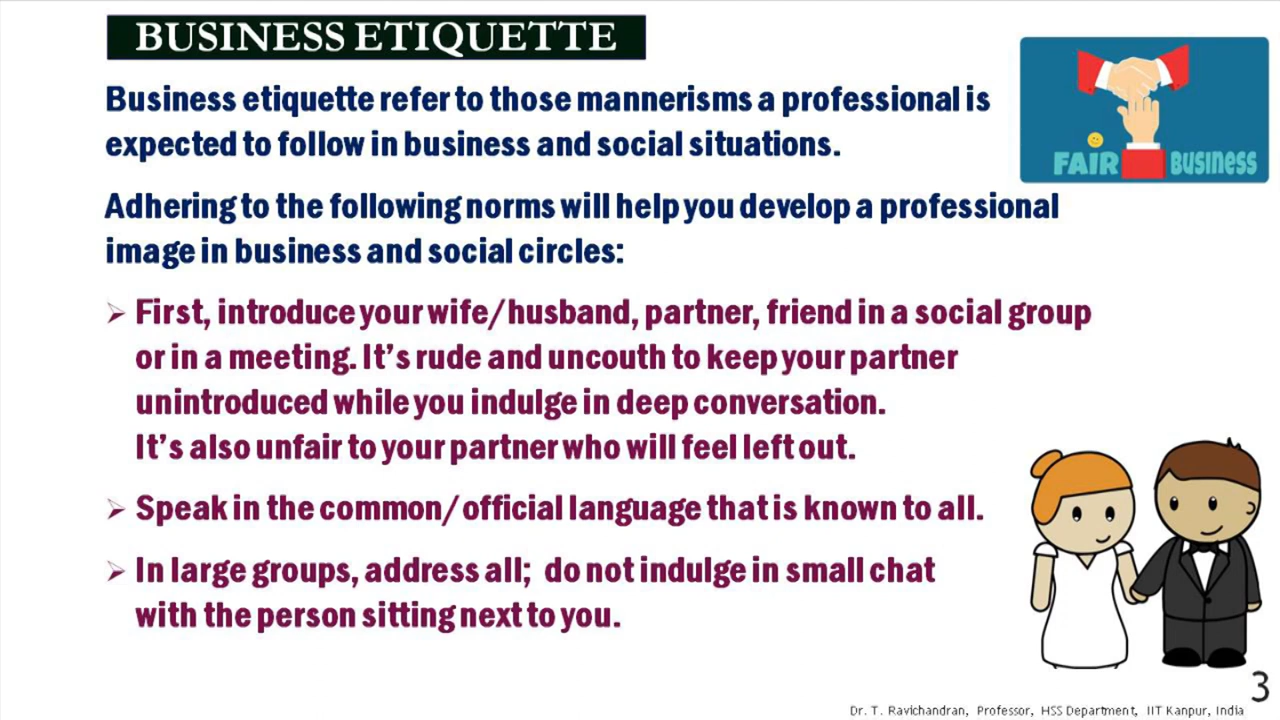 BUSINESS ETIQUETTE
Business etiquette refer to those mannerisms a professional is
expected to follow in business and social situations.
FAIR BUSINESS
Adhering to the following norms will help you develop a professional
image in business and social circles:
➢ First, introduce your wife/husband, partner, friend in a social group
or in a meeting. It's rude and uncouth to keep your partner
unintroduced while you indulge in deep conversation.
It's also unfair to your partner who will feel left out.
➢ Speak in the common/ official language that is known to all.
➢ In large groups, address all; do not indulge in small chat
with the person sitting next to you.
3
Dr. T. Ravichandran, Professor, HSS Department, IIT Kanpur, India